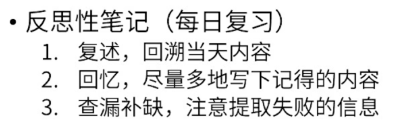 • 反思性笔记（每日复习）
1. 复述，回溯当天内容
2. 回忆，尽量多地写下记得的内容
3. 查漏补缺，注意提取失败的信息